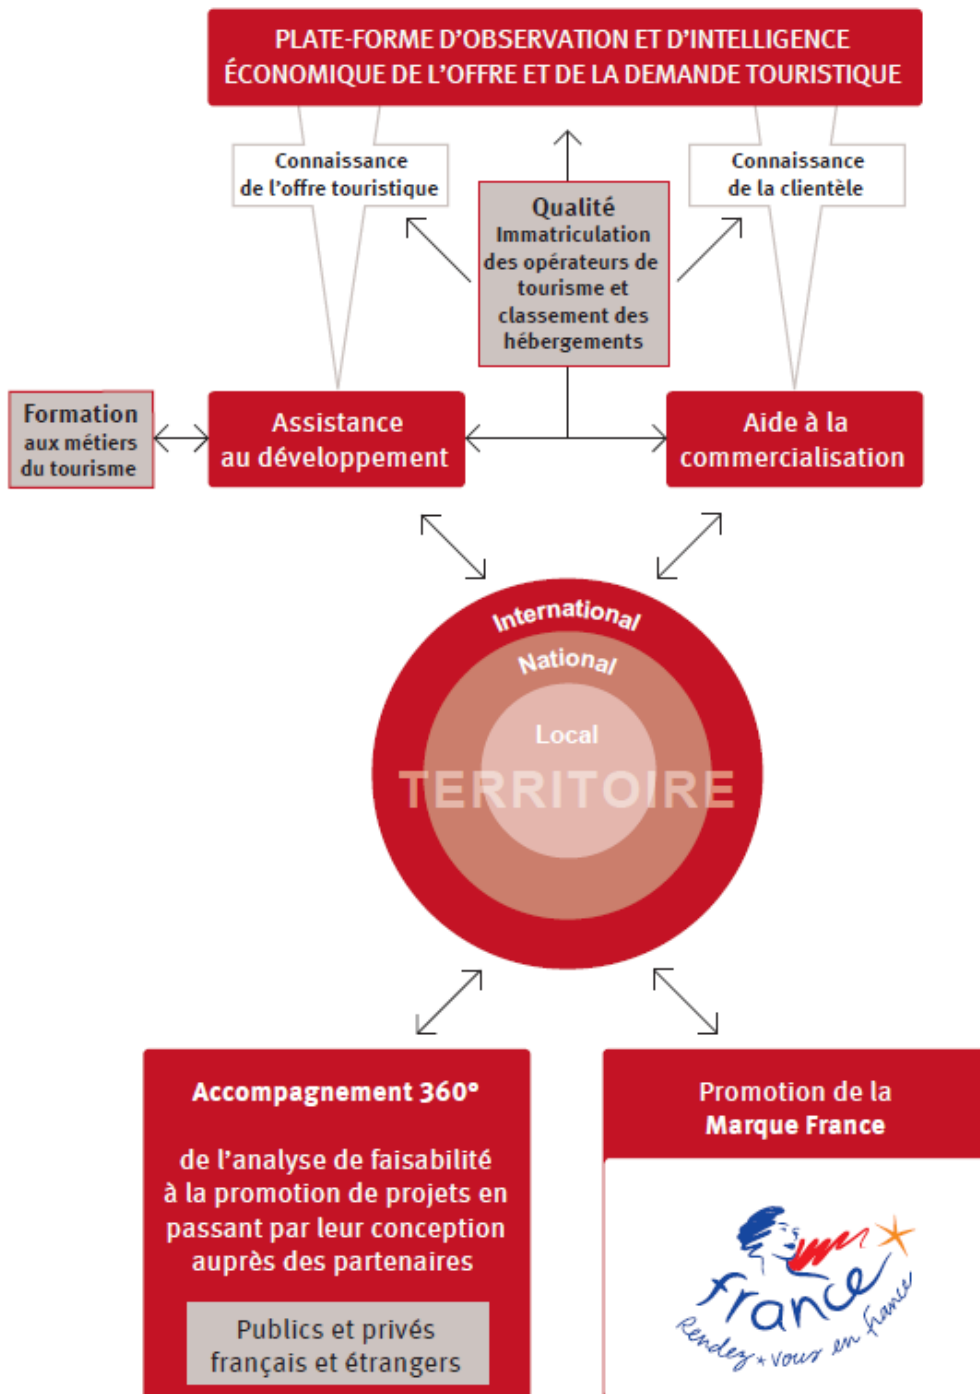 PLATE-FORME D'OBSERVATION ET D'INTELLIGENCE
ÉCONOMIQUE DE L'OFFRE ET DE LA DEMANDE TOURISTIQUE
Connaissance
de l'offre touristique
Connaissance
de la clientèle
Qualité
Immatriculation
des opérateurs de
tourisme et
classement des
hébergements
Formation
aux métiers
du tourisme
Assistance
au développement
Aide à la
commercialisation
International
National
Local
TERRITOIRE
Accompagnement 360°
de l'analyse de faisabilité
à la promotion de projets en
passant par leur conception
auprès des partenaires
Publics et privés
français et étrangers
Promotion de la
Marque France
france
Rendez*vous en france